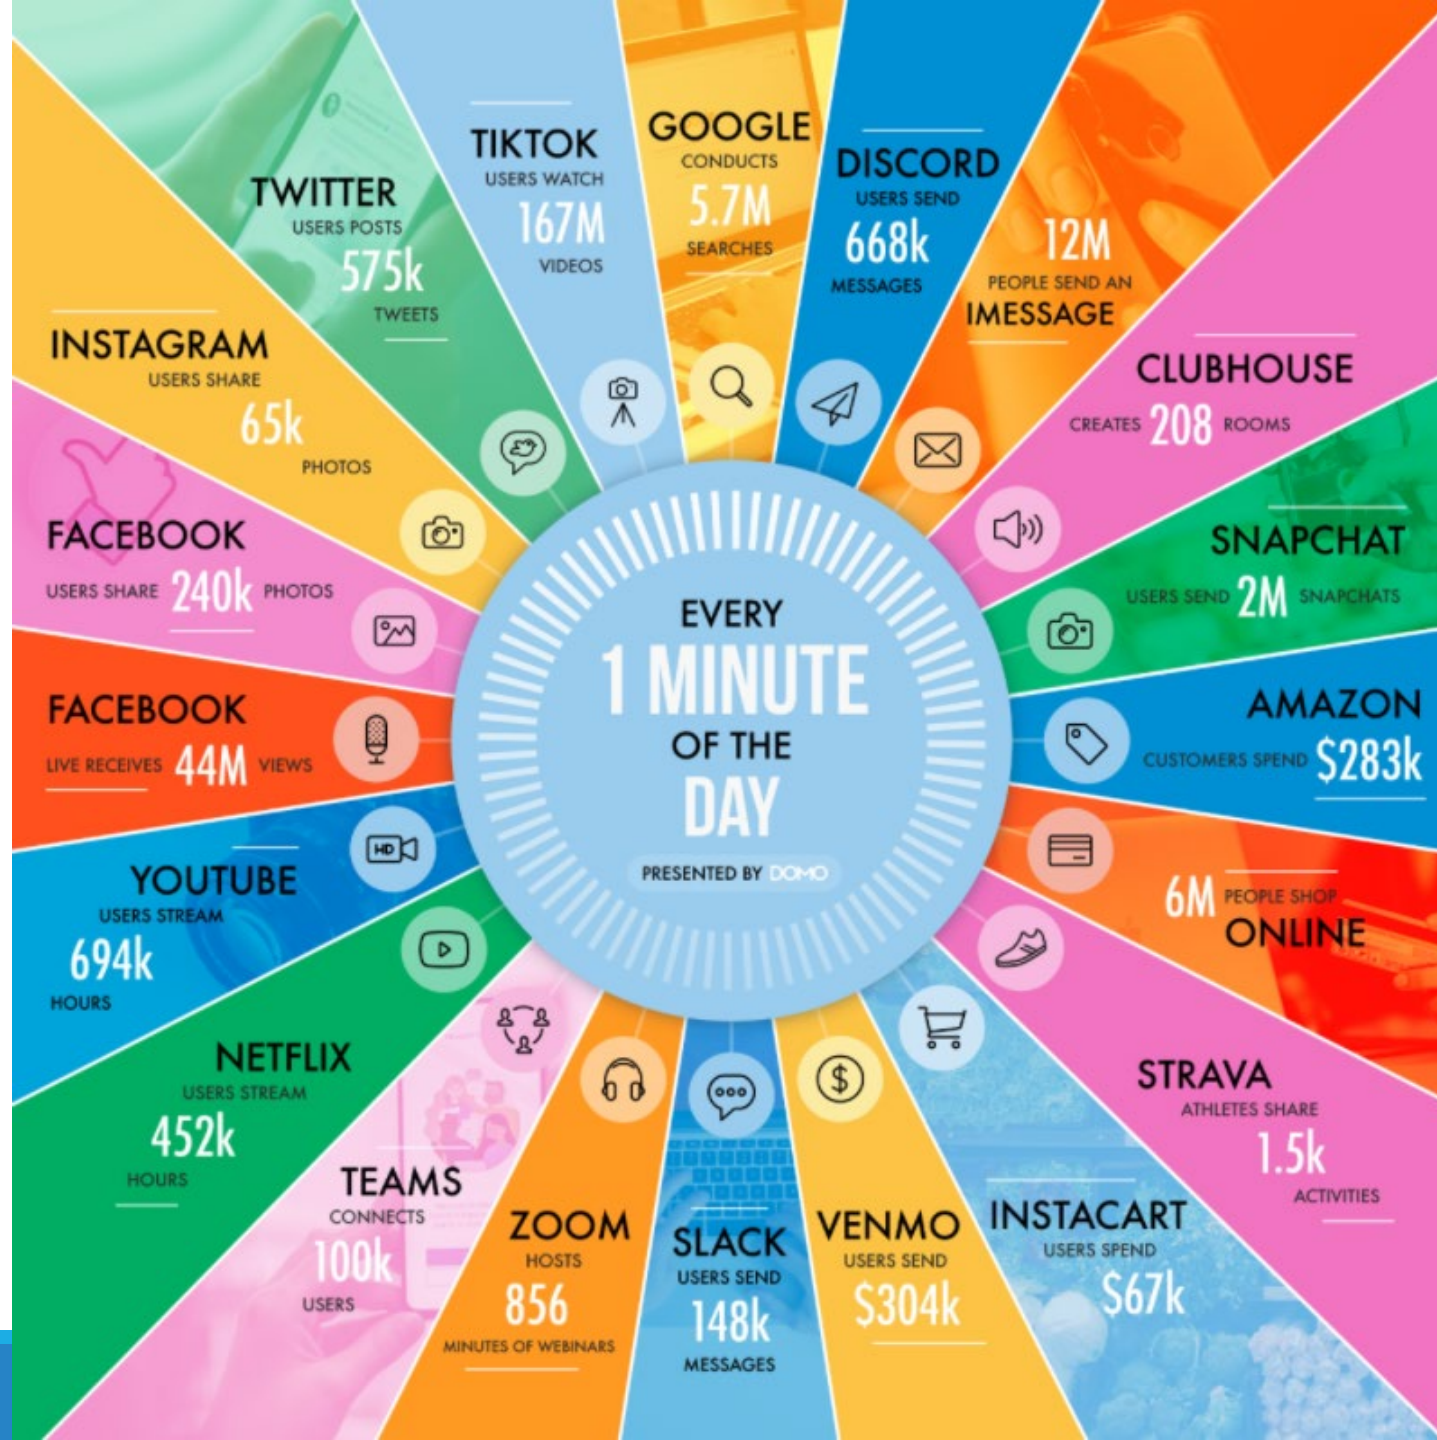 EVERY
1 MINUTE
OF THE
DAY
PRESENTED BY DOMO
GOOGLE
CONDUCTS
5.7M
SEARCHES
DISCORD
USERS SEND
668k
MESSAGES
12M
PEOPLE SEND AN
IMESSAGE
CLUBHOUSE
CREATES 208 ROOMS
SNAPCHAT
USERS SEND 2M SNAPCHATS
AMAZON
CUSTOMERS SPEND $283k
6M PEOPLE SHOP
ONLINE
STRAVA
ATHLETES SHARE
1.5k
ACTIVITIES
INSTACART
USERS SPEND
$67k
VENMO
USERS SEND
$304k
SLACK
USERS SEND
148k
MESSAGES
ZOOM
HOSTS
856
MINUTES OF WEBINARS
TEAMS
CONNECTS
100k
USERS
NETFLIX
USERS STREAM
452k
HOURS
YOUTUBE
USERS STREAM
694k
HOURS
HD
FACEBOOK
LIVE RECEIVES 44M VIEWS
FACEBOOK
USERS SHARE 240k PHOTOS
INSTAGRAM
USERS SHARE
65k
PHOTOS
TWITTER
USERS POSTS
575k
TWEETS
TIKTOK
USERS WATCH
167M
VIDEOS